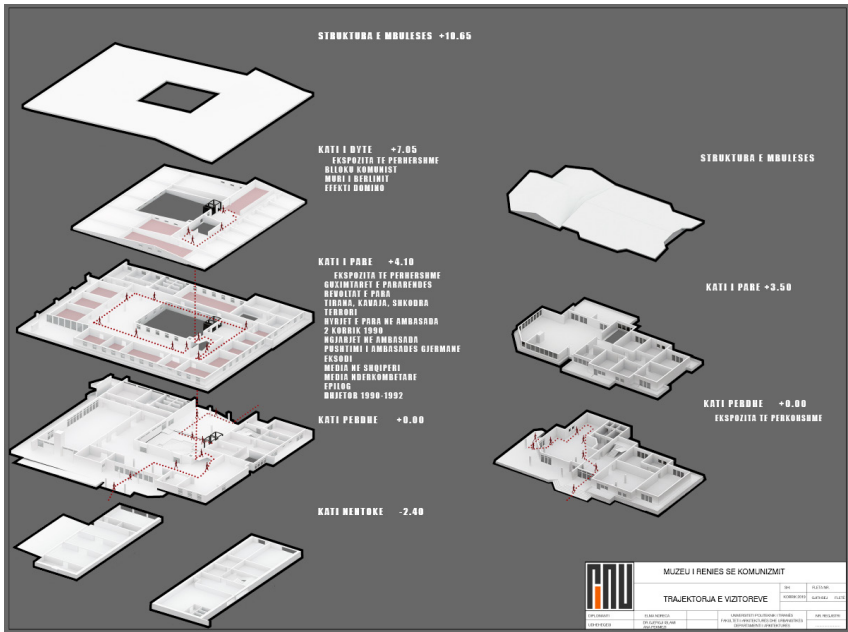 STRUKTURA E MBULESES +10.65
KATI I DYTE +7.05
EKSPOZITA TE PERHERSHME
BLLOKU KOMUNIST
MURI I BERLINIT
EFEKTI DOMINO
STRUKTURA E MBULESES
KATI I PARE +4.10
EKSPOZITA TE PERHERSHME
GUXIMTARET E PARARENDES
REVOLTAT E PARA
TIRANA, KAVAJA, SHKODRA
TERRORI
HYRJET E PARA NE AMBASADA
2 KORRIK 1990
NGJARJET NE AMBASADA
PUSHTIMI I AMBASADES GJERMANE
EKSODI
MEDIA NE SHQIPERI
MEDIA NDERKOMBETARE
EPILOG
DHJETOR 1990-1992
KATI I PARE +3.50
KATI PERDHE +0.00
EKSPOZITA TE PERKOHSHME
KATI PERDHE +0.00
KATI NENTOKE -2.40
MUZEU I RENIES SE KOMUNIZMIT
TRAJEKTORJA E VIZITOREVE